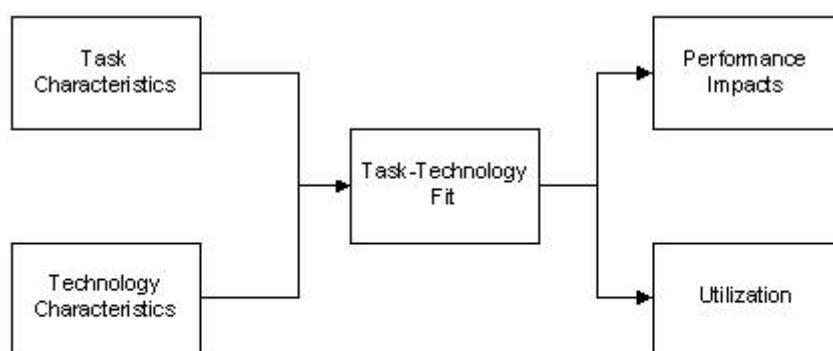 Task
Characteristics
Performance
Impacts
Task-Technology
Fit
Technology
Characteristics
Utilization